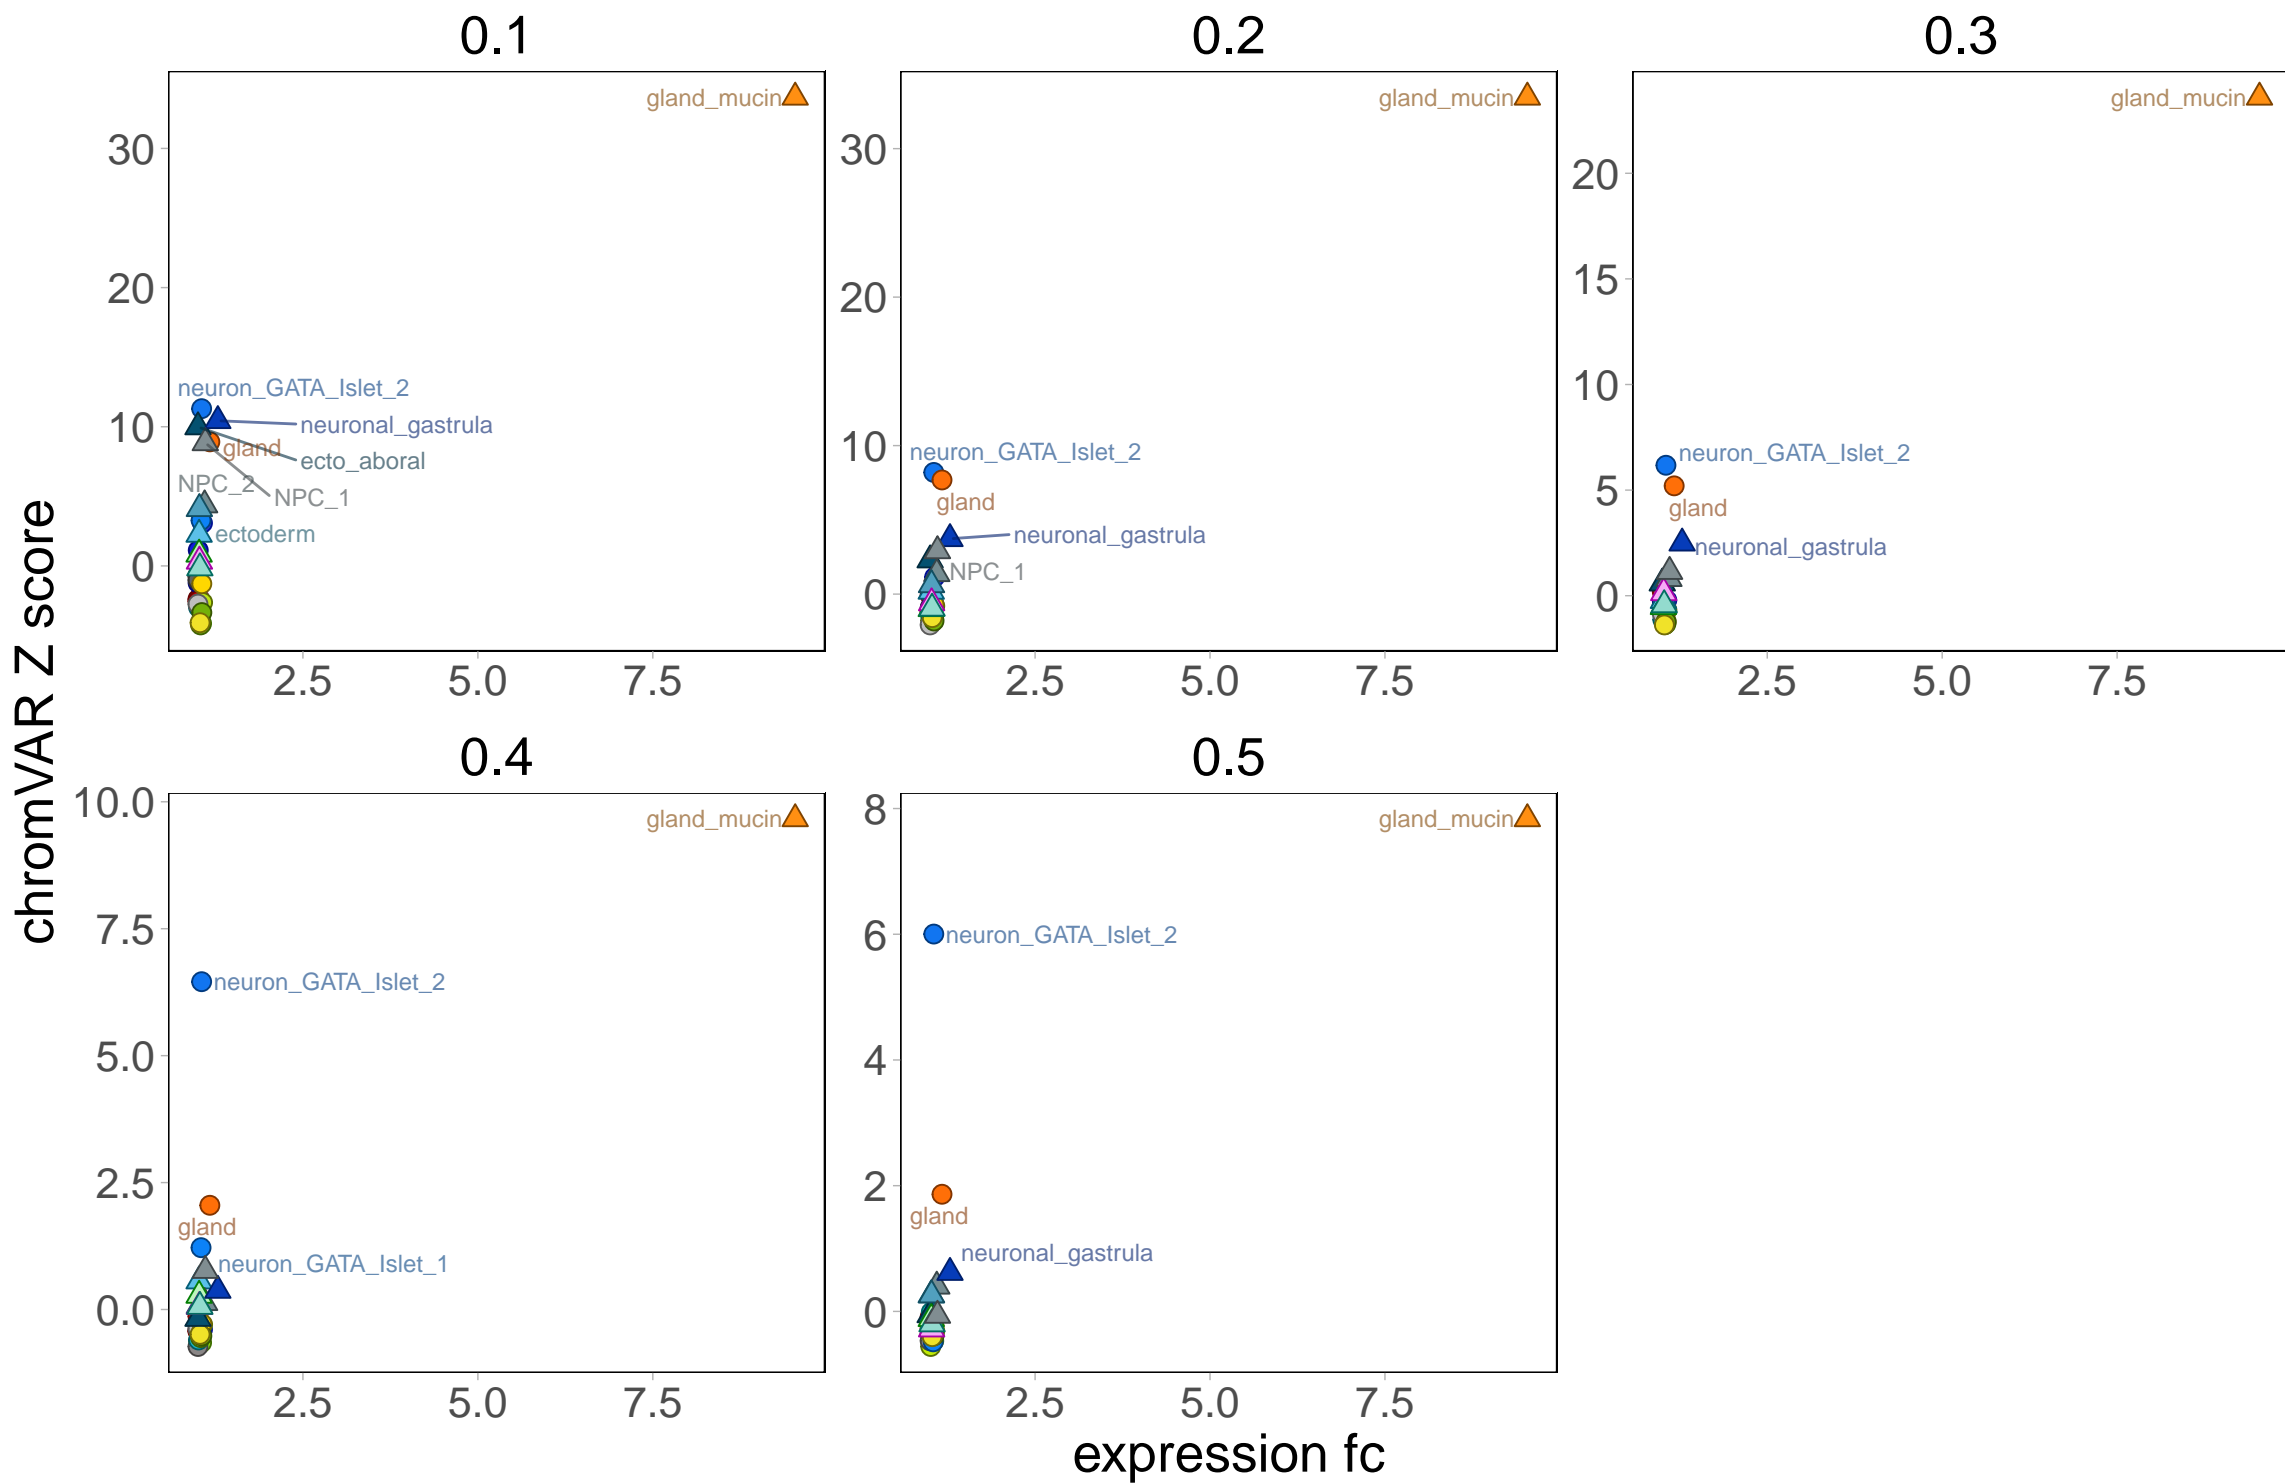 0.1
0.2
0.3
gland_mucin
gland_mucin
gland_mucin
30
20
10
0
neuron_GATA_Islet_2
neuronal_gastrula
gland
ecto_aboral
NPC_2
NPC_1
ectoderm
30
20
10
0
neuron_GATA_Islet_2
gland
neuronal_gastrula
NPC_1
20
15
10
5
0
neuron_GATA_Islet_2
gland
neuronal_gastrula
2.5 5.0 7.5
2.5 5.0 7.5
2.5 5.0 7.5
chromVAR Z score
0.4
0.5
10.0
7.5
5.0
2.5
0.0
gland_mucin
neuron_GATA_Islet_2
gland
neuron_GATA_Islet_1
8
6
4
2
0
gland_mucin
neuron_GATA_Islet_2
gland
neuronal_gastrula
2.5 5.0 7.5
2.5 5.0 7.5
expression fc